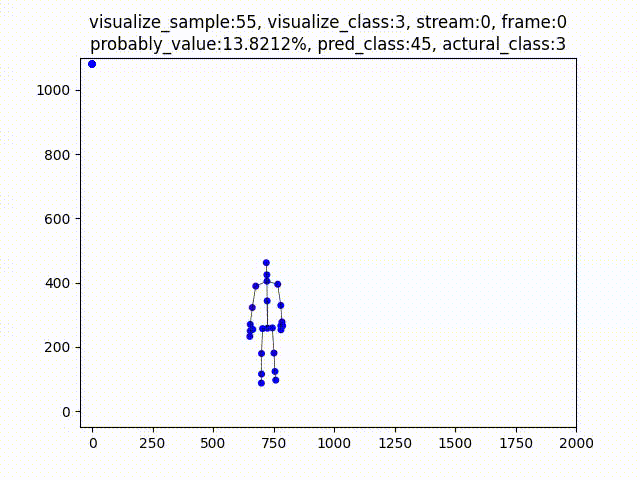 visualize_sample:55, visualize_class:3, stream:0, frame:0
probably_value:13.8212%, pred_class:45, actural_class:3
1000
800
600
400
200
0
0 250 500 750 1000 1250 1500 1750 2000